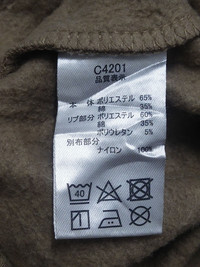 C4201
品質表示
本 体 ポリエステル 65%
綿 35%
リブ部分 ポリエステル 60%
綿 35%
ポリウレタン 5%
別布部分
ナイロン 100%
40